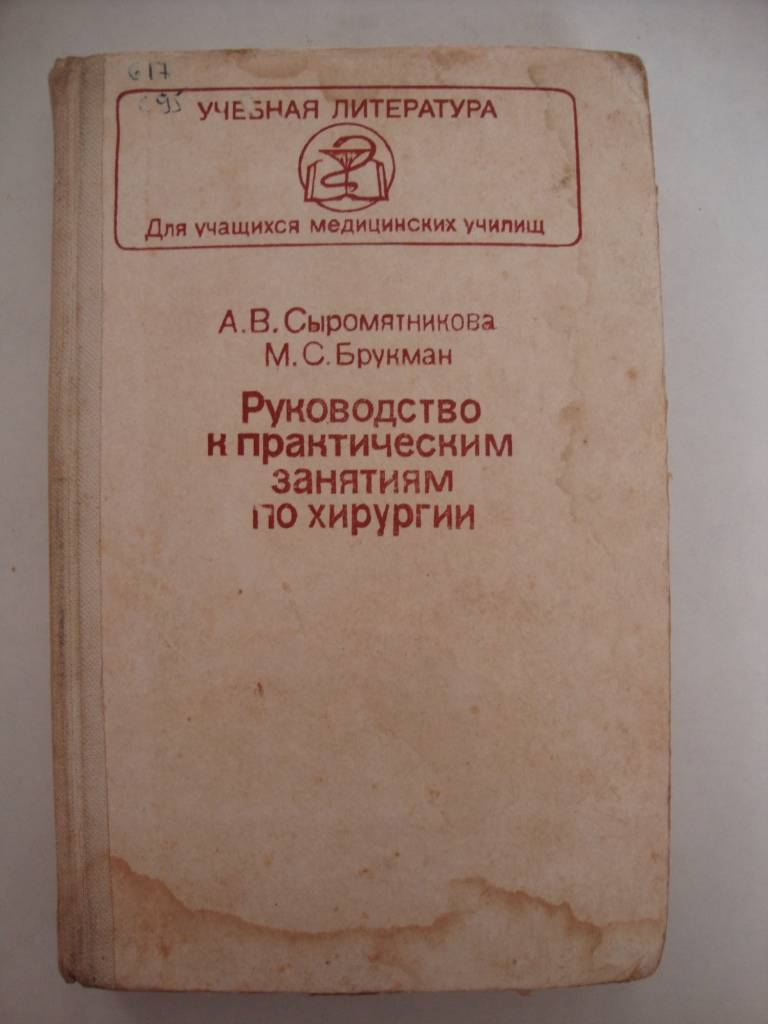 617
С95
УЧЕБНАЯ ЛИТЕРАТУРА
Для учащихся медицинских училищ
А.В.Сыромятникова
М.С.Брукман
Руководство
к практическим
занятиям
по хирургии